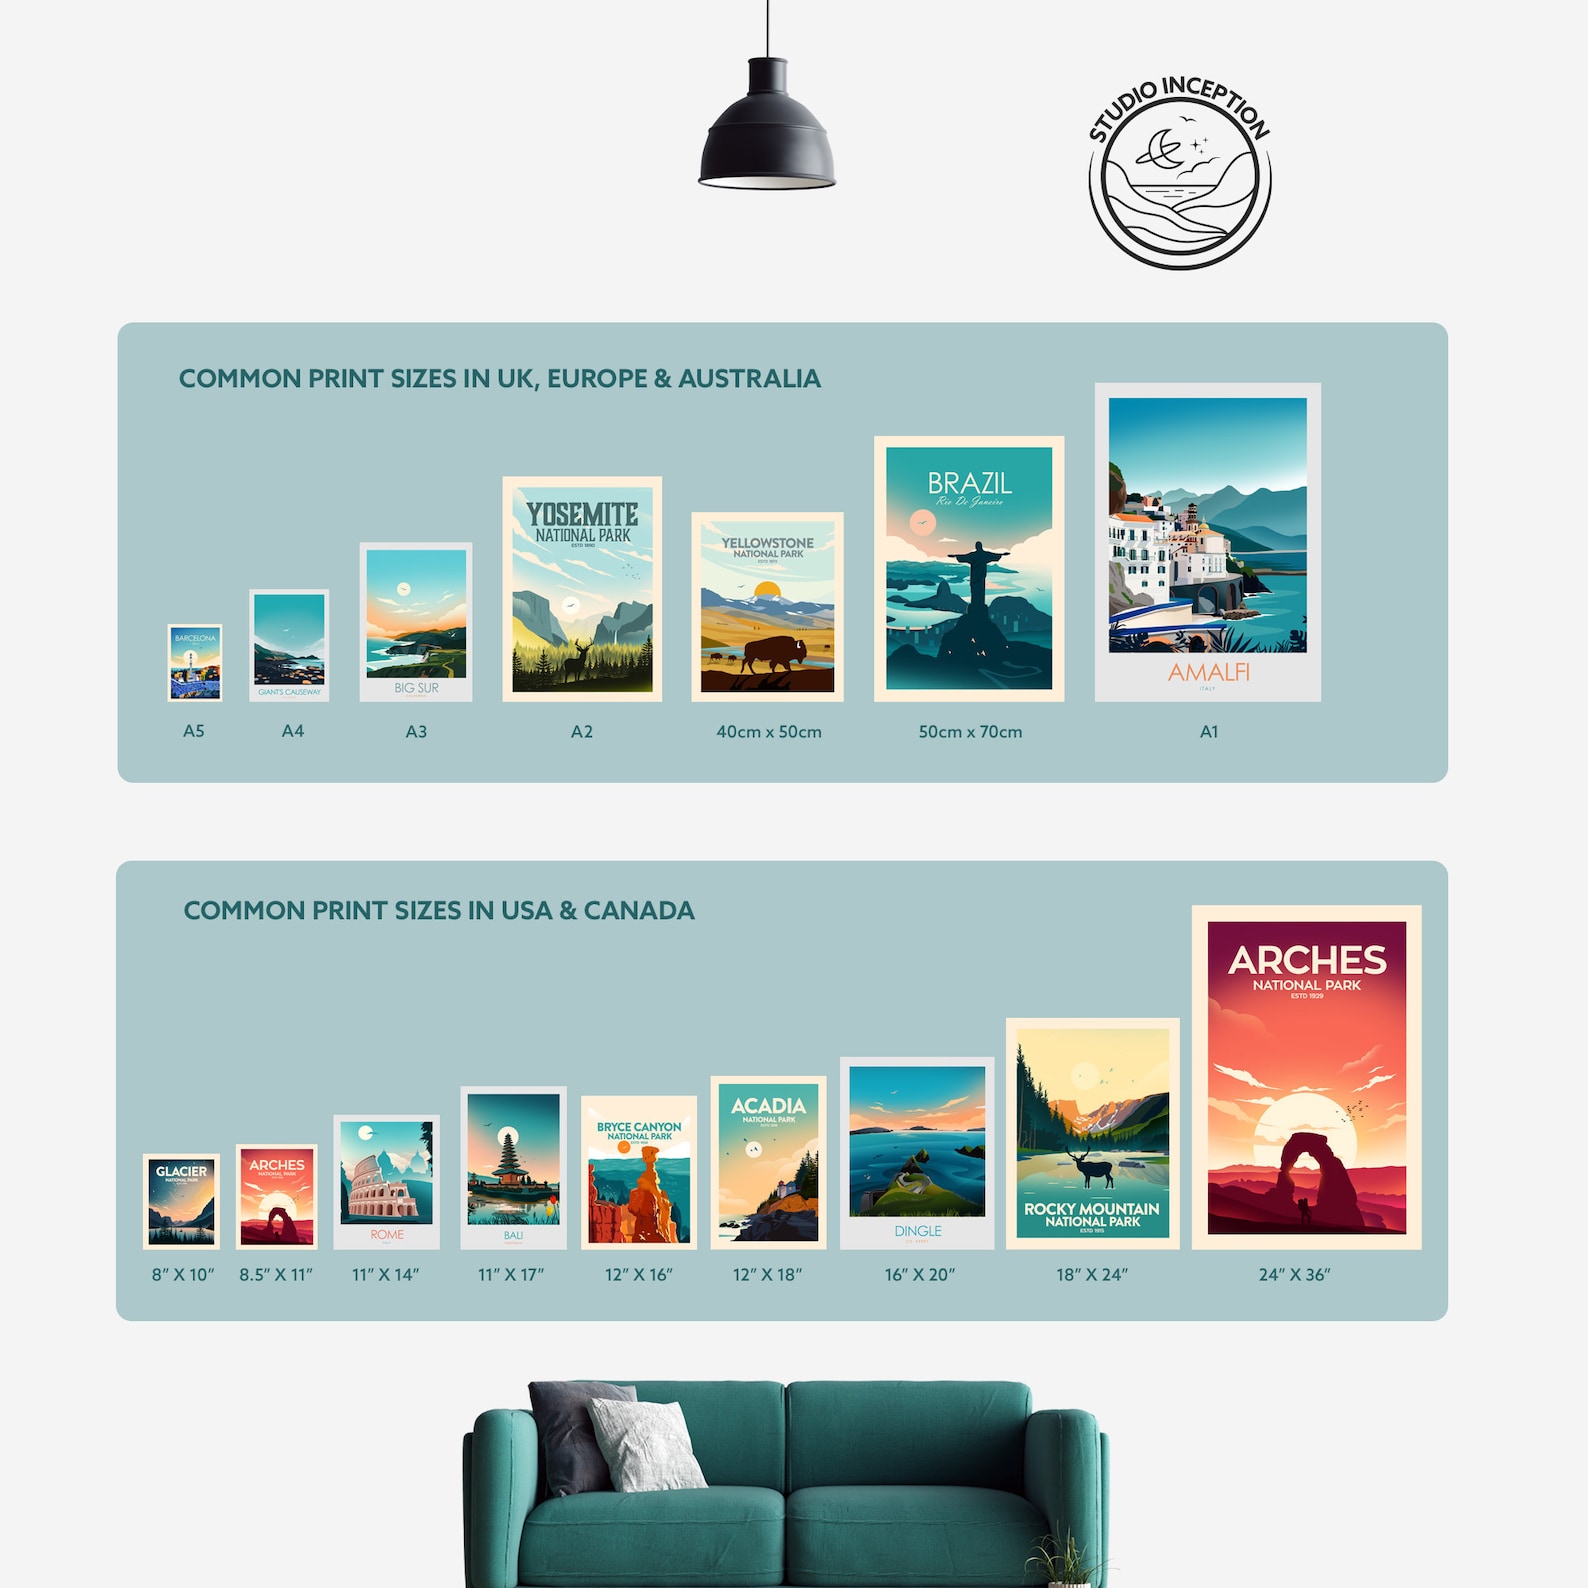 STUDIO INCEPTION
COMMON PRINT SIZES IN UK, EUROPE & AUSTRALIA
BARCELONA
GIANTS CAUSEWAY
BIG SUR
YOSEMITE
NATIONAL PARK
ESTD 1890
YELLOWSTONE
NATIONAL PARK
BRAZIL
Rio De Janeiro
AMALFI
ITALY
A5
A4
A3
A2
40cm x 50cm
50cm x 70cm
A1
COMMON PRINT SIZES IN USA & CANADA
GLACIER
NATIONAL PARK
ARCHES
NATIONAL PARK
ROME
BALI
BRYCE CANYON
NATIONAL PARK
ACADIA
NATIONAL PARK
DINGLE
ROCKY MOUNTAIN
NATIONAL PARK
ESTD 1915
ARCHES
NATIONAL PARK
ESTD 1929
8” X 10”
8.5” X 11”
11” X 14”
11” X 17”
12” X 16”
12” X 18”
16” X 20”
18” X 24”
24” X 36”